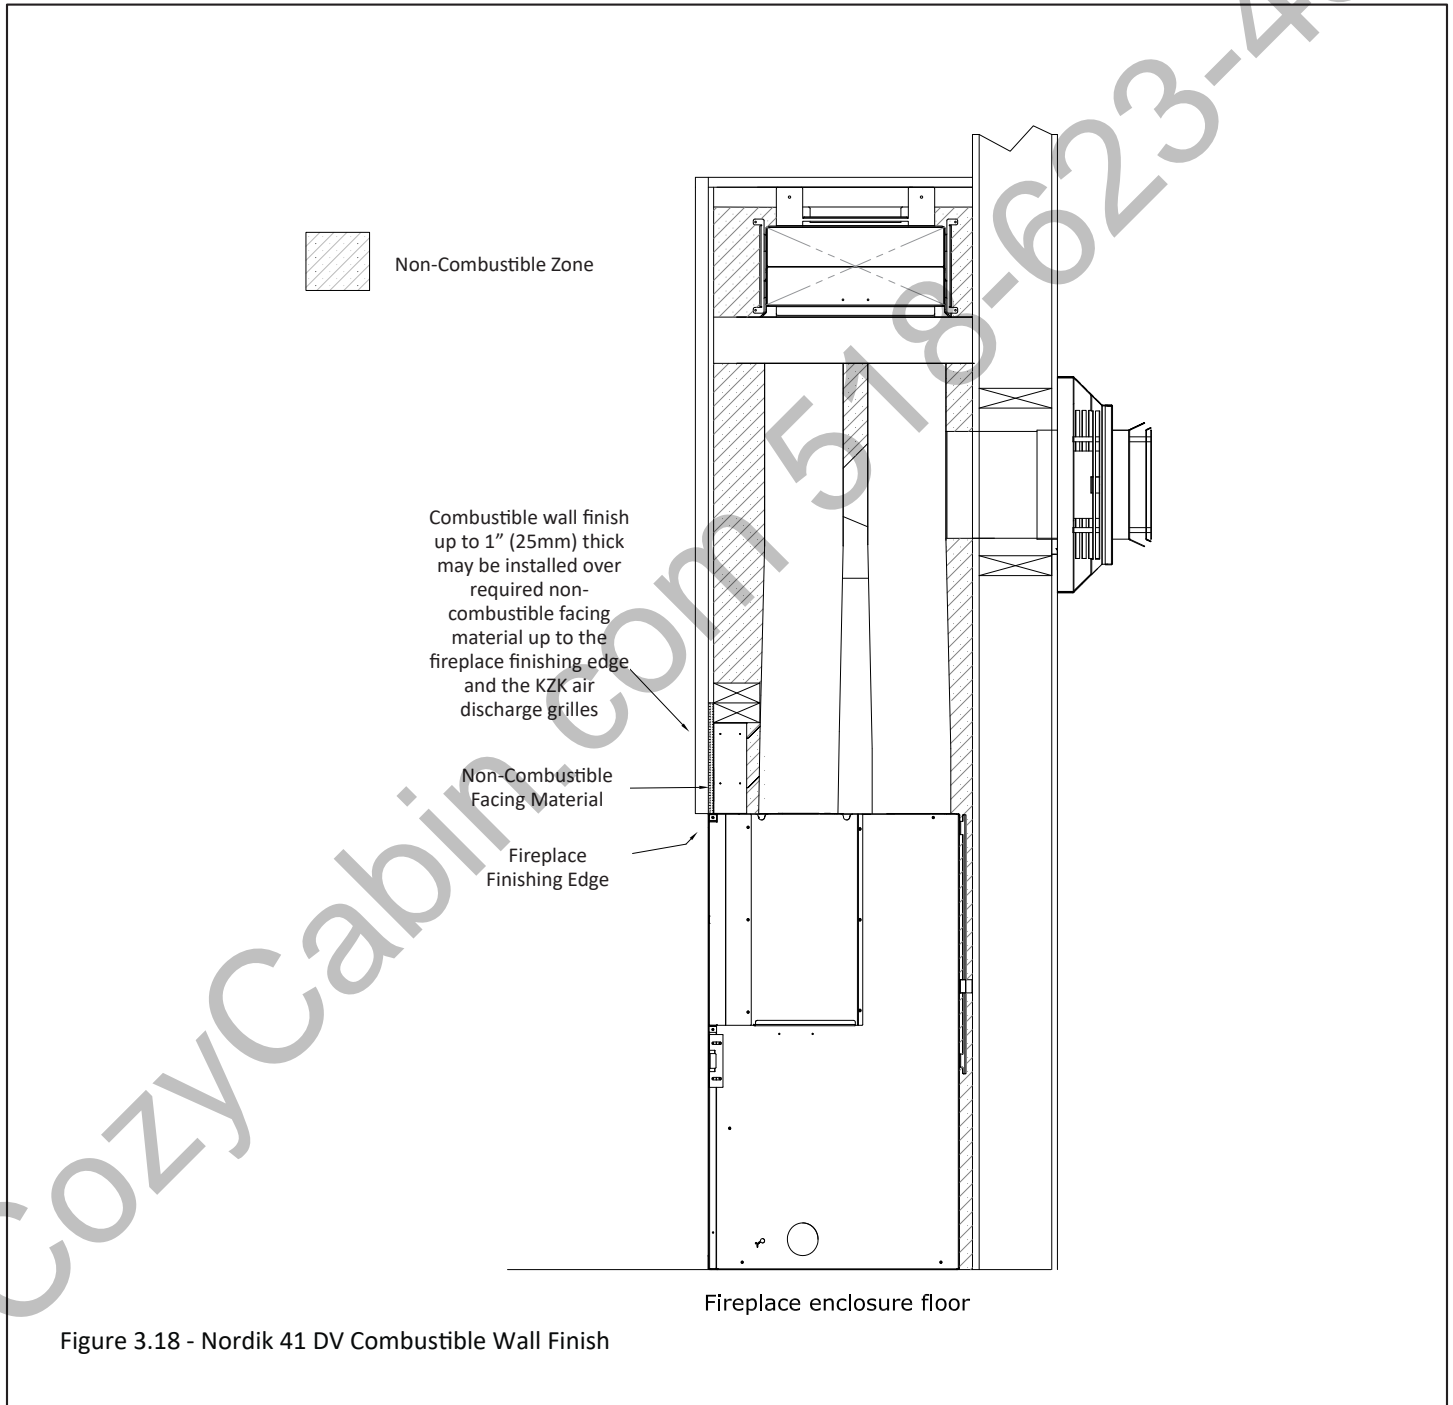 Non-Combustible Zone
Combustible wall finish
up to 1” (25mm) thick
may be installed over
required non-
combustible facing
material up to the
fireplace finishing edge
and the KZK air
discharge grilles
Non-Combustible
Facing Material
Fireplace
Finishing Edge
Fireplace enclosure floor
Figure 3.18 - Nordik 41 DV Combustible Wall Finish
CozyCabin.com 518-623-4